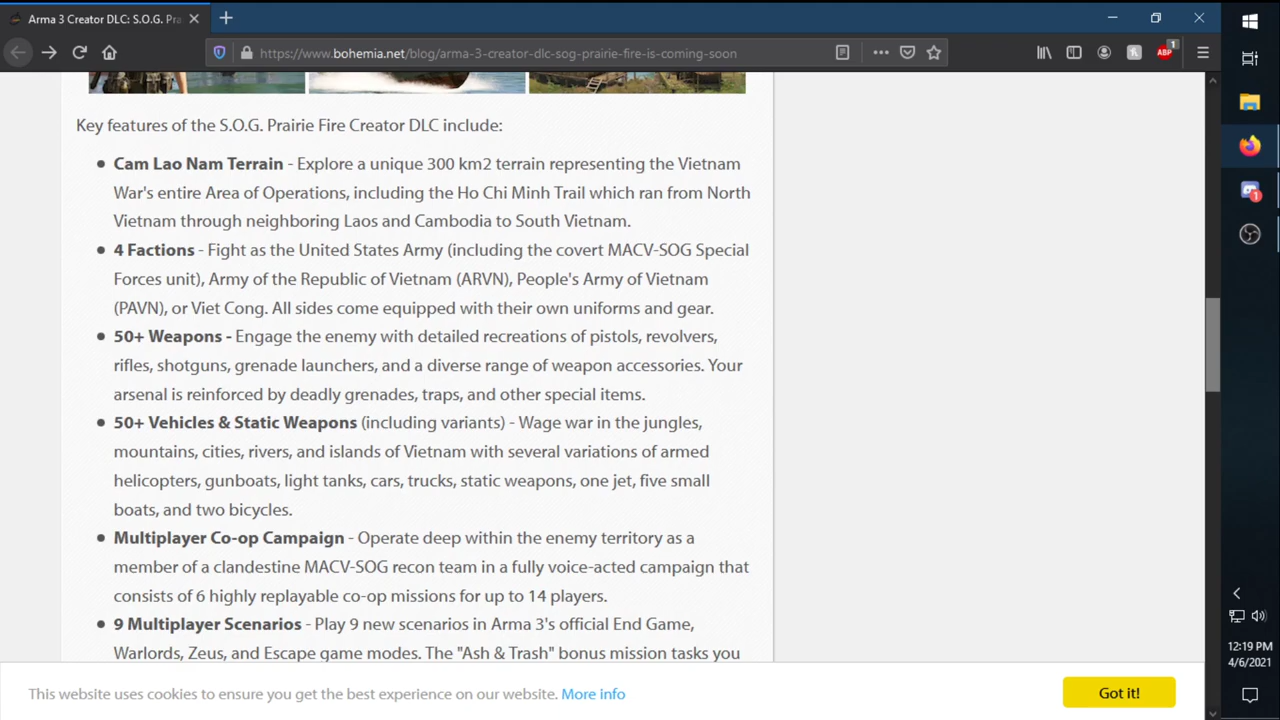 Arma 3 Creator DLC: S.O.G. Pra
https://www.bohemia.net/blog/arma-3-creator-dlc-sog-prairie-fire-is-coming-soon
ABP
1
Key features of the S.O.G. Prairie Fire Creator DLC include:
Cam Lao Nam Terrain - Explore a unique 300 km2 terrain representing the Vietnam
War's entire Area of Operations, including the Ho Chi Minh Trail which ran from North
Vietnam through neighboring Laos and Cambodia to South Vietnam.
4 Factions - Fight as the United States Army (including the covert MACV-SOG Special
Forces unit), Army of the Republic of Vietnam (ARVN), People's Army of Vietnam
(PAVN), or Viet Cong. All sides come equipped with their own uniforms and gear.
50+ Weapons - Engage the enemy with detailed recreations of pistols, revolvers,
rifles, shotguns, grenade launchers, and a diverse range of weapon accessories. Your
arsenal is reinforced by deadly grenades, traps, and other special items.
50+ Vehicles & Static Weapons (including variants) - Wage war in the jungles,
mountains, cities, rivers, and islands of Vietnam with several variations of armed
helicopters, gunboats, light tanks, cars, trucks, static weapons, one jet, five small
boats, and two bicycles.
Multiplayer Co-op Campaign - Operate deep within the enemy territory as a
member of a clandestine MACV-SOG recon team in a fully voice-acted campaign that
consists of 6 highly replayable co-op missions for up to 14 players.
9 Multiplayer Scenarios - Play 9 new scenarios in Arma 3's official End Game,
Warlords, Zeus, and Escape game modes. The "Ash & Trash" bonus mission tasks you
This website uses cookies to ensure you get the best experience on our website. More info
Got it!
1
12:19 PM
4/6/2021